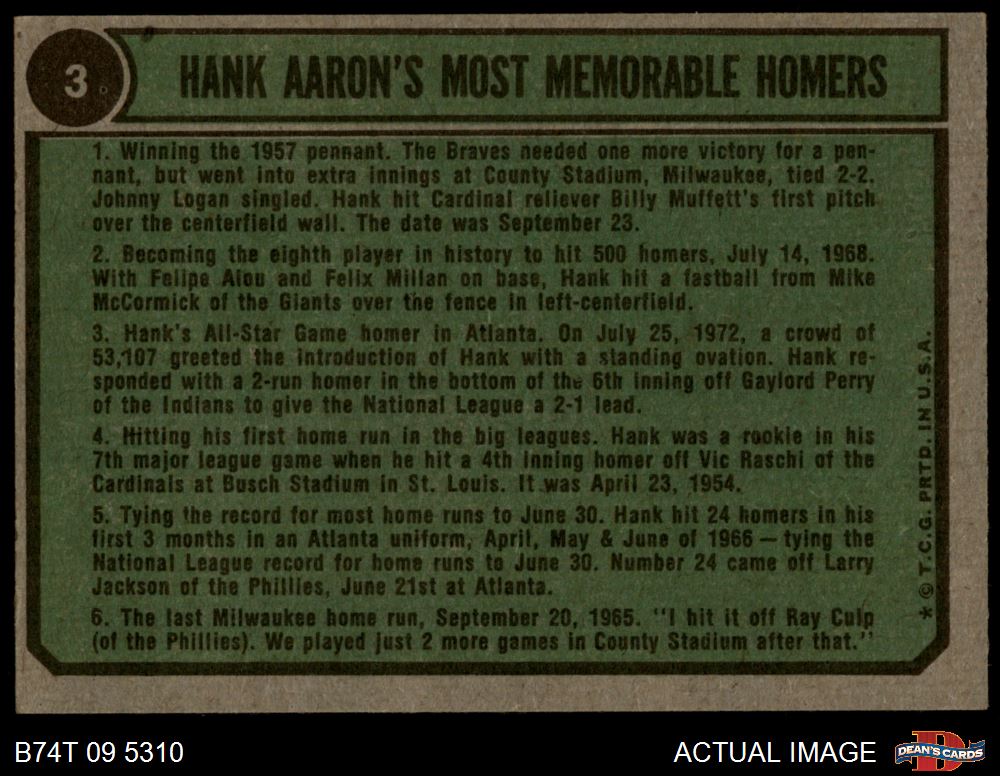 3
HANK AARON'S MOST MEMORABLE HOMERS
1. Winning the 1957 pennant. The Braves needed one more victory for a pen-
nant, but went into extra innings at County Stadium, Milwaukee, tied 2-2.
Johnny Logan singled. Hank hit Cardinal reliever Billy Muffett's first pitch
over the centerfield wall. The date was September 23.
2. Becoming the eighth player in history to hit 500 homers, July 14, 1968.
With Felipe Alou and Felix Millan on base, Hank hit a fastball from Mike
McCormick of the Giants over the fence in left-centerfield.
3. Hank's All-Star Game homer in Atlanta. On July 25, 1972, a crowd of
53,107 greeted the introduction of Hank with a standing ovation. Hank re-
sponded with a 2-run homer in the bottom of the 6th inning off Gaylord Perry
of the Indians to give the National League a 2-1 lead.
4. Hitting his first home run in the big leagues. Hank was a rookie in his
7th major league game when he hit a 4th inning homer off Vic Raschi of the
Cardinals at Busch Stadium in St. Louis. It was April 23, 1954.
5. Tying the record for most home runs to June 30. Hank hit 24 homers in his
first 3 months in an Atlanta uniform, April, May & June of 1966 — tying the
National League record for home runs to June 30. Number 24 came off Larry
Jackson of the Phillies, June 21st at Atlanta.
6. The last Milwaukee home run, September 20, 1965. "I hit it off Ray Culp
(of the Phillies). We played just 2 more games in County Stadium after that."
* © T.C.G. PRTD. IN U.S.A.
B74T 09 5310
ACTUAL IMAGE
DEAN'S CARDS